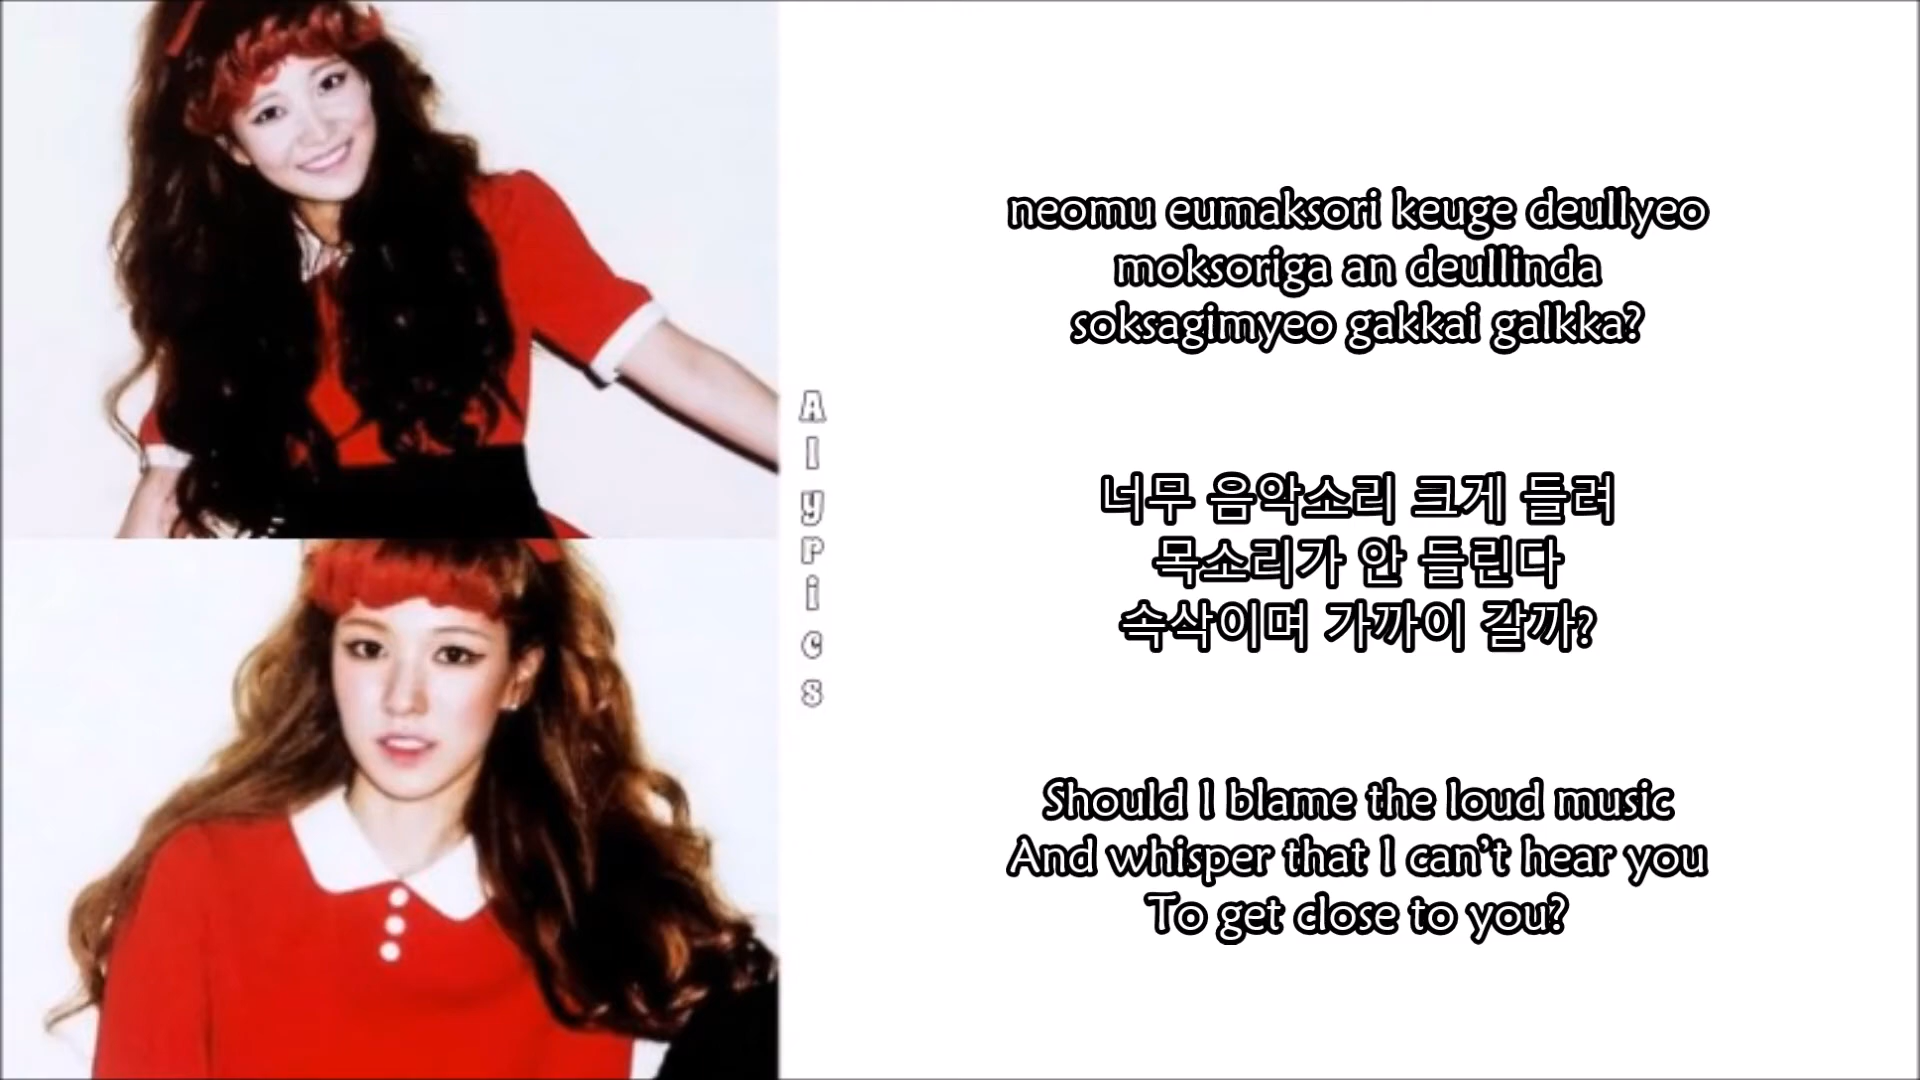 AlyPics
neomu eumaksori keuge deullyeo
moksoriga an deullinda
soksagimyeo gakkai galkka?
너무 음악소리 크게 들려
목소리가 안 들린다
속삭이며 가까이 갈까?
Should I blame the loud music
And whisper that I can't hear you
To get close to you?